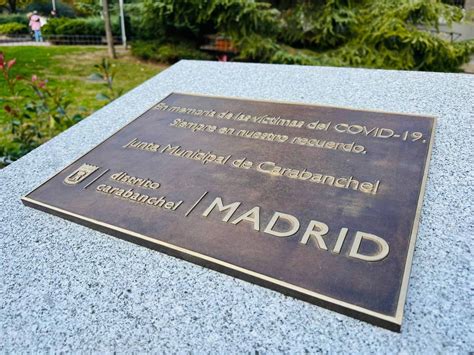 En memoria de las víctimas del COVID-19.
Siempre en nuestro recuerdo.
Junta Municipal de Carabanchel
distrito
carabanchel
MADRID